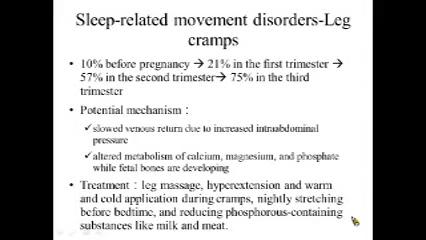 Sleep-related movement disorders-Leg
cramps
• 10% before pregnancy → 21% in the first trimester →
57% in the second trimester→ 75% in the third
trimester
• Potential mechanism：
✓slowed venous return due to increased intraabdominal
pressure
✓altered metabolism of calcium, magnesium, and phosphate
while fetal bones are developing
• Treatment：leg massage, hyperextension and warm
and cold application during cramps, nightly stretching
before bedtime, and reducing phosphorous-containing
substances like milk and meat.